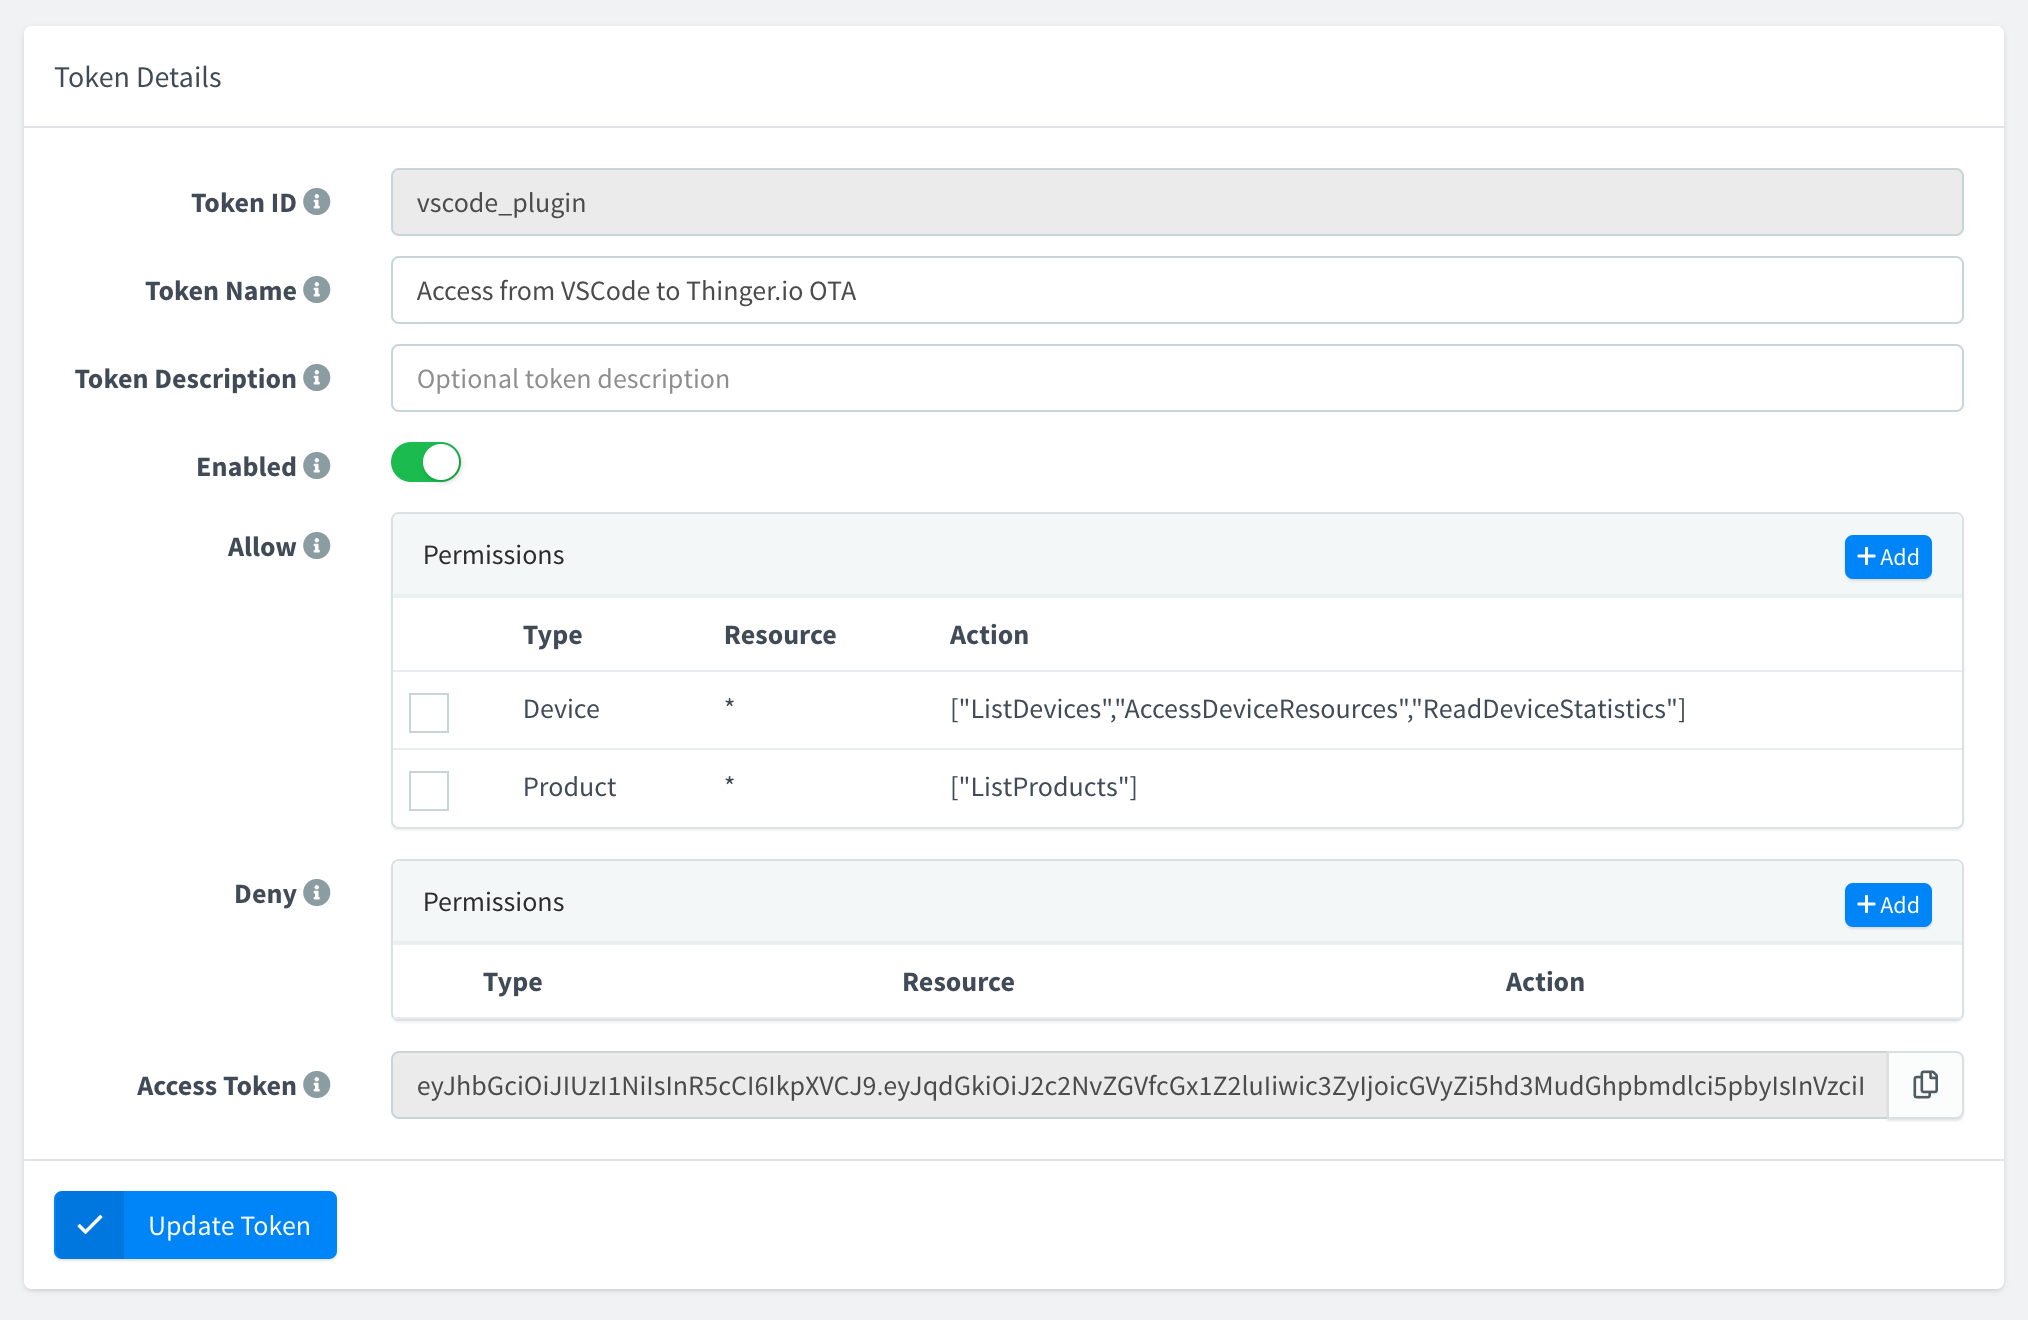 Token Details
Token ID
vscode_plugin
Token Name
Access from VSCode to Thinger.io OTA
Token Description
Optional token description
Enabled
Allow
Permissions
+ Add
Type Resource Action
Device * ["ListDevices","AccessDeviceResources","ReadDeviceStatistics"]
Product * ["ListProducts"]
Deny
Permissions
+ Add
Type Resource Action
Access Token
eyJhbGciOiJIUzI1NiIsInR5cCI6IkpXVCJ9.eyJqdGkiOiJ2c2NvZGVfcGx1Z2luIiwic3ZyIjoicGVyZi5hd3MudGhpbmdlci5pbyIsInVzciI
Update Token